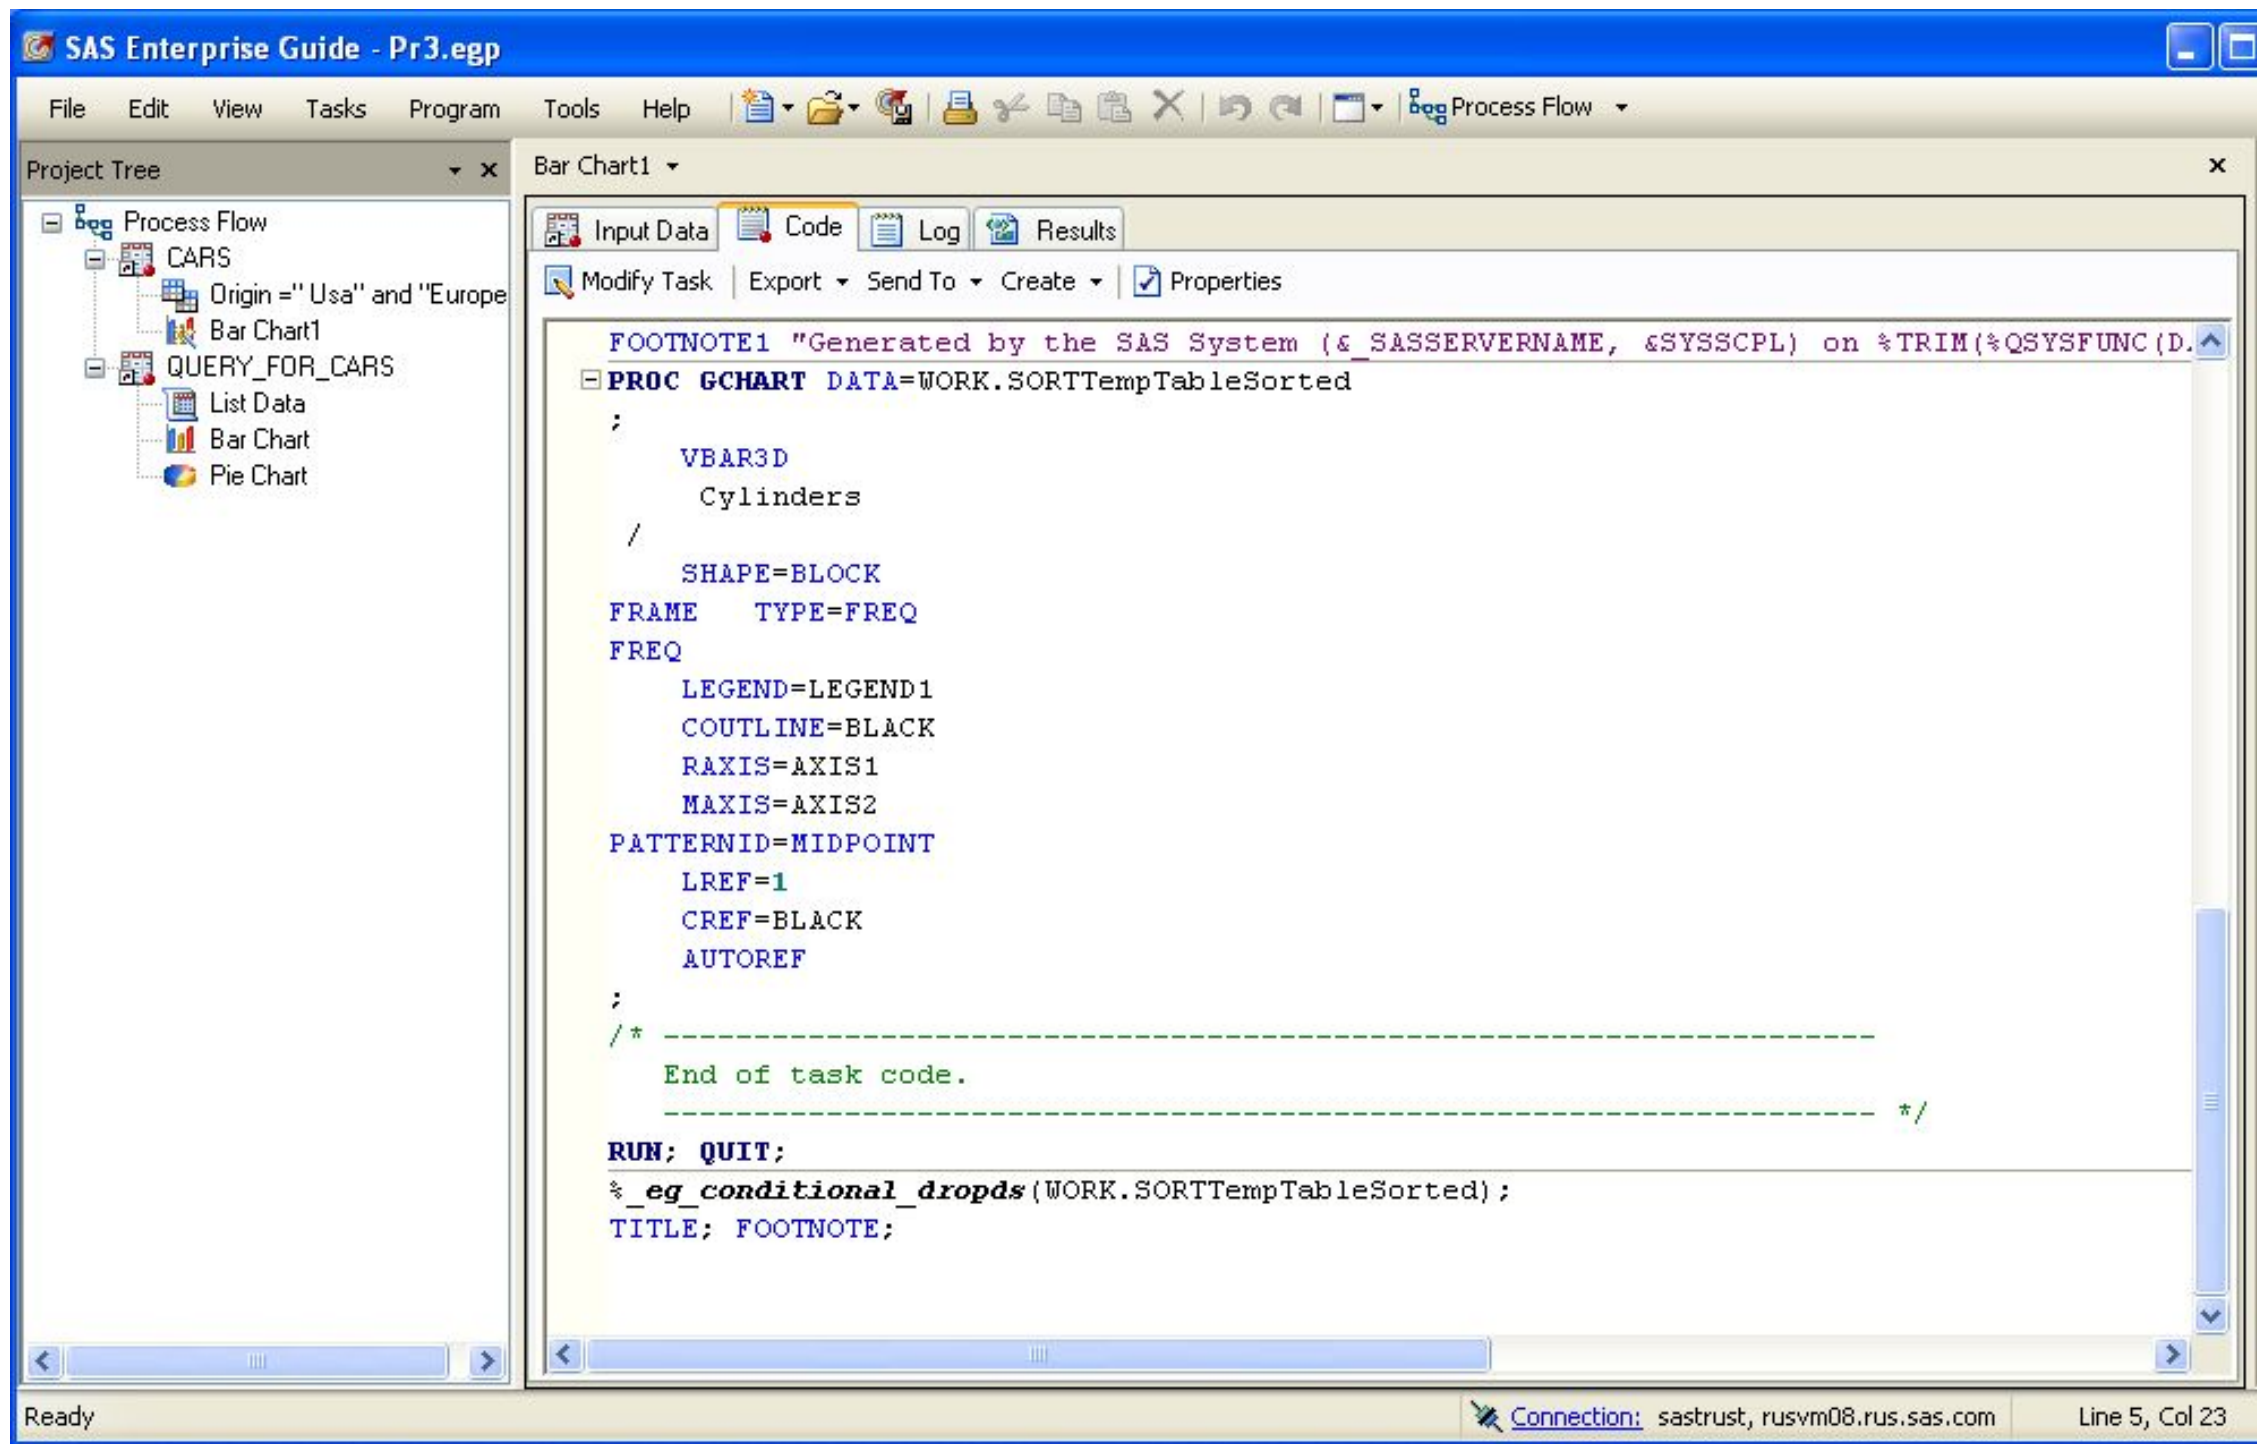 SAS Enterprise Guide - Pr3.egp
File Edit View Tasks Program Tools Help Process Flow
Project Tree
Process Flow
CARS
Origin =" Usa" and "Europe
Bar Chart1
QUERY_FOR_CARS
List Data
Bar Chart
Pie Chart
Bar Chart1
Input Data Code Log Results
Modify Task Export Send To Create Properties
FOOTNOTE1 "Generated by the SAS System (&_SASSERVERNAME, &SYSSCPL) on %TRIM(%QSYSFUNC(D
PROC GCHART DATA=WORK.SORTTempTableSorted
;
VBAR3D
Cylinders
/
SHAPE=BLOCK
FRAME TYPE=FREQ
FREQ
LEGEND=LEGEND1
COUTLINE=BLACK
RAXIS=AXIS1
MAXIS=AXIS2
PATTERNID=MIDPOINT
LREF=1
CREF=BLACK
AUTOREF
;
/* -------------------------------------------------------------------
End of task code.
------------------------------------------------------------------- */
RUN; QUIT;
%_eg_conditional_dropds(WORK.SORTTempTableSorted);
TITLE; FOOTNOTE;
Ready Connection: sastrust, rusvm08.rus.sas.com Line 5, Col 23